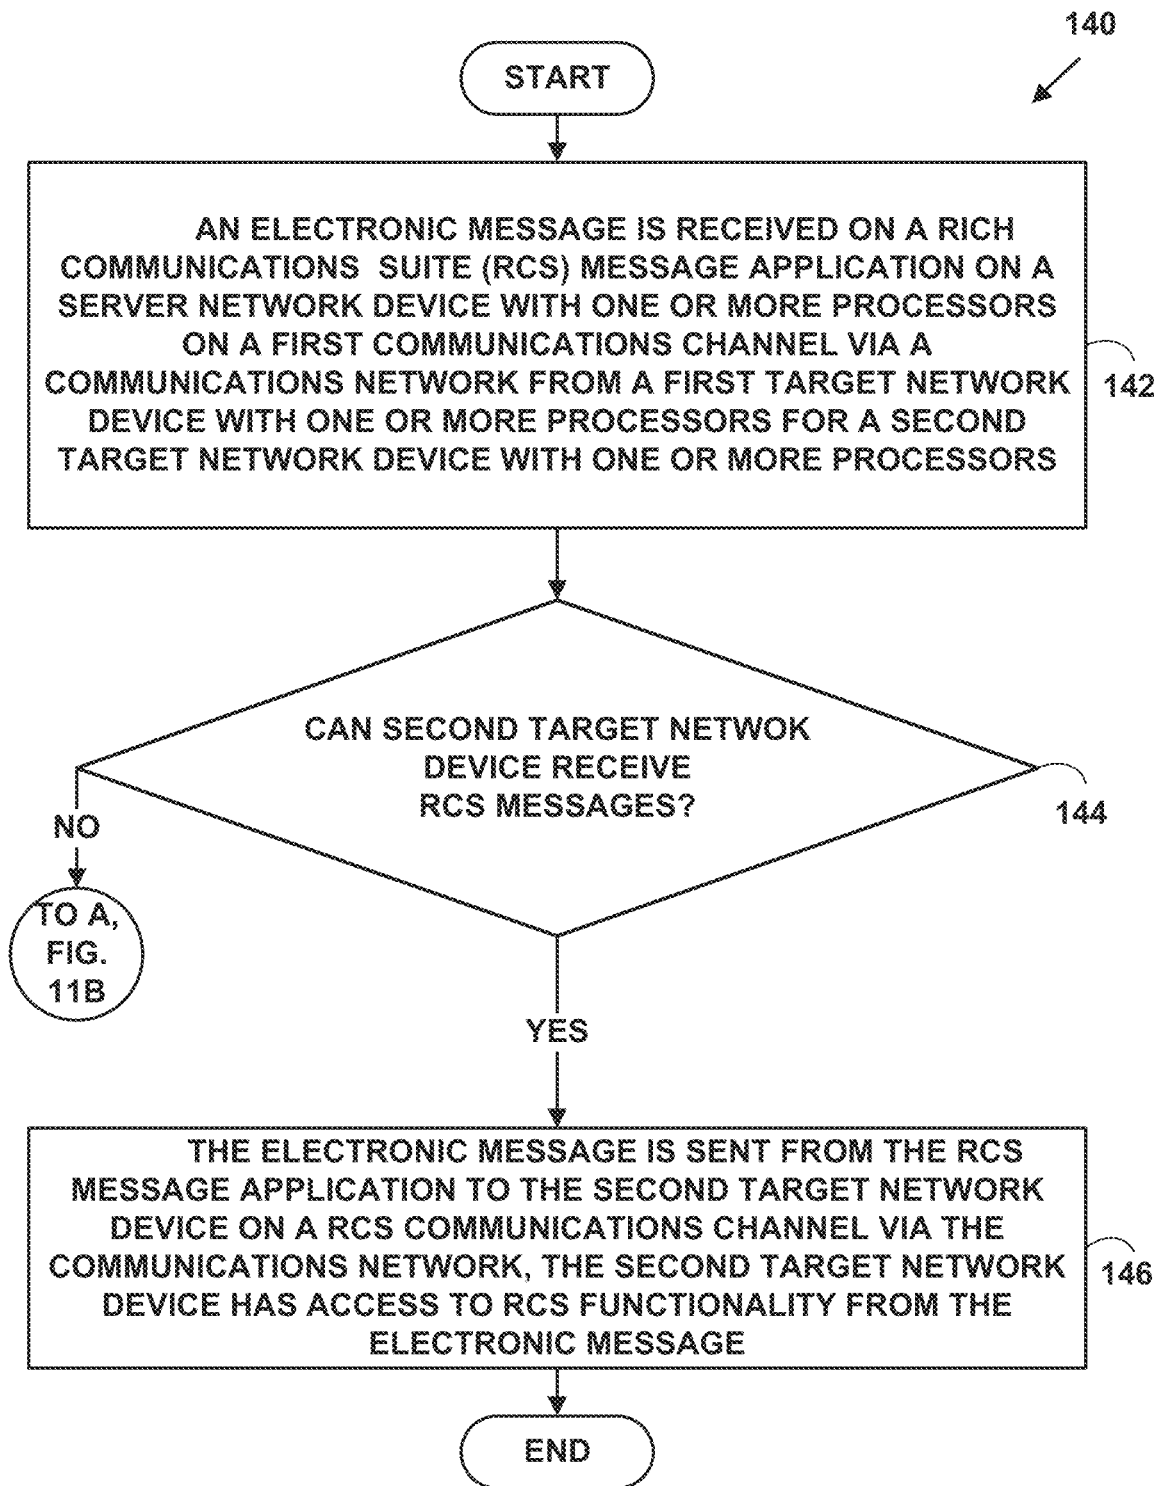 140
START
AN ELECTRONIC MESSAGE IS RECEIVED ON A RICH
COMMUNICATIONS SUITE (RCS) MESSAGE APPLICATION ON A
SERVER NETWORK DEVICE WITH ONE OR MORE PROCESSORS
ON A FIRST COMMUNICATIONS CHANNEL VIA A
COMMUNICATIONS NETWORK FROM A FIRST TARGET NETWORK
DEVICE WITH ONE OR MORE PROCESSORS FOR A SECOND
TARGET NETWORK DEVICE WITH ONE OR MORE PROCESSORS
142
CAN SECOND TARGET NETWOK
DEVICE RECEIVE
RCS MESSAGES?
144
NO
TO A,
FIG.
11B
YES
THE ELECTRONIC MESSAGE IS SENT FROM THE RCS
MESSAGE APPLICATION TO THE SECOND TARGET NETWORK
DEVICE ON A RCS COMMUNICATIONS CHANNEL VIA THE
COMMUNICATIONS NETWORK, THE SECOND TARGET NETWORK
DEVICE HAS ACCESS TO RCS FUNCTIONALITY FROM THE
ELECTRONIC MESSAGE
146
END